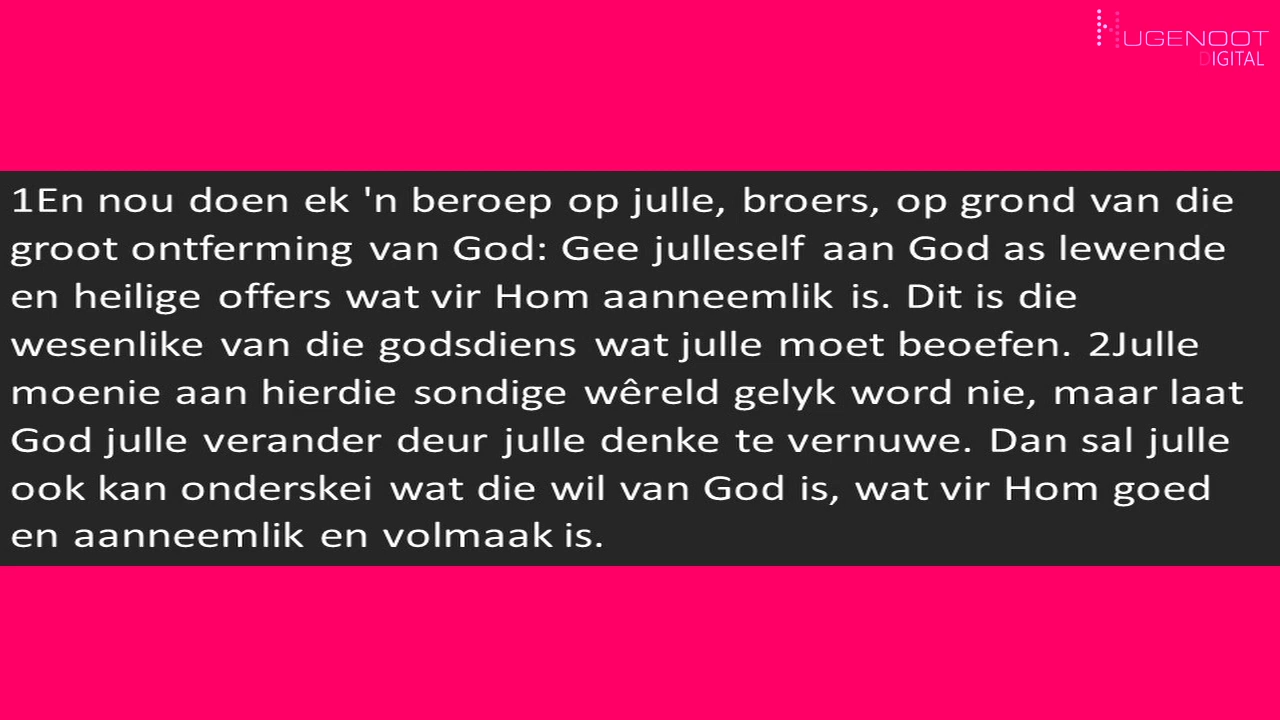 HUGENOOT
DIGITAL
1En nou doen ek 'n beroep op julle, broers, op grond van die
groot ontferming van God: Gee julleself aan God as lewende
en heilige offers wat vir Hom aanneemlik is. Dit is die
wesenlike van die godsdiens wat julle moet beoefen. 2Julle
moenie aan hierdie sondige wêreld gelyk word nie, maar laat
God julle verander deur julle denke te vernuwe. Dan sal julle
ook kan onderskei wat die wil van God is, wat vir Hom goed
en aanneemlik en volmaak is.